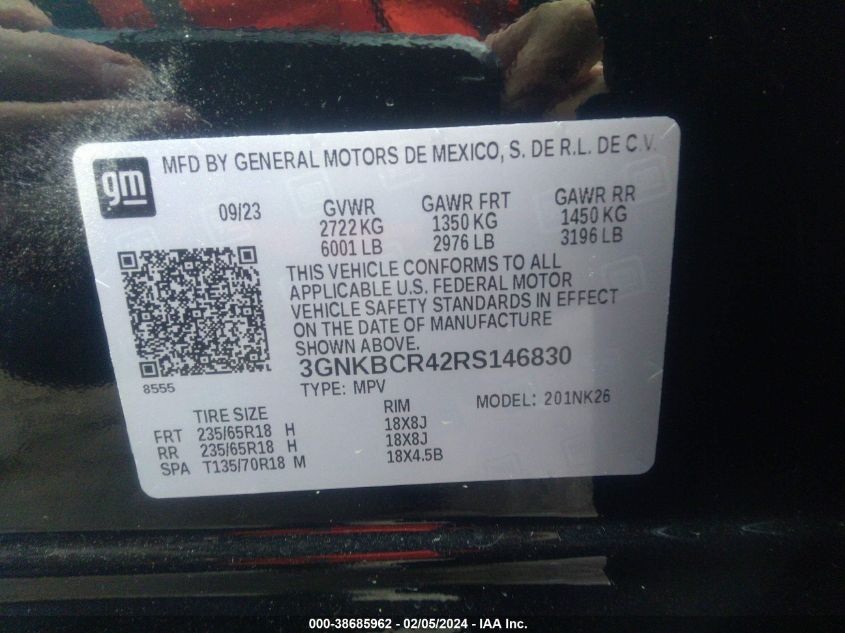 gm
MFD BY GENERAL MOTORS DE MEXICO, S. DE R.L. DE C.V.
09/23 GVWR GAWR FRT GAWR RR
2722 KG 1350 KG 1450 KG
6001 LB 2976 LB 3196 LB
THIS VEHICLE CONFORMS TO ALL
APPLICABLE U.S. FEDERAL MOTOR
VEHICLE SAFETY STANDARDS IN EFFECT
ON THE DATE OF MANUFACTURE
SHOWN ABOVE.
3GNKBCR42RS146830
8555
TYPE: MPV MODEL: 201NK26
TIRE SIZE RIM
FRT 235/65R18 H 18X8J
RR 235/65R18 H 18X8J
SPA T135/70R18 M 18X4.5B
000-38685962 - 02/05/2024 - IAA Inc.